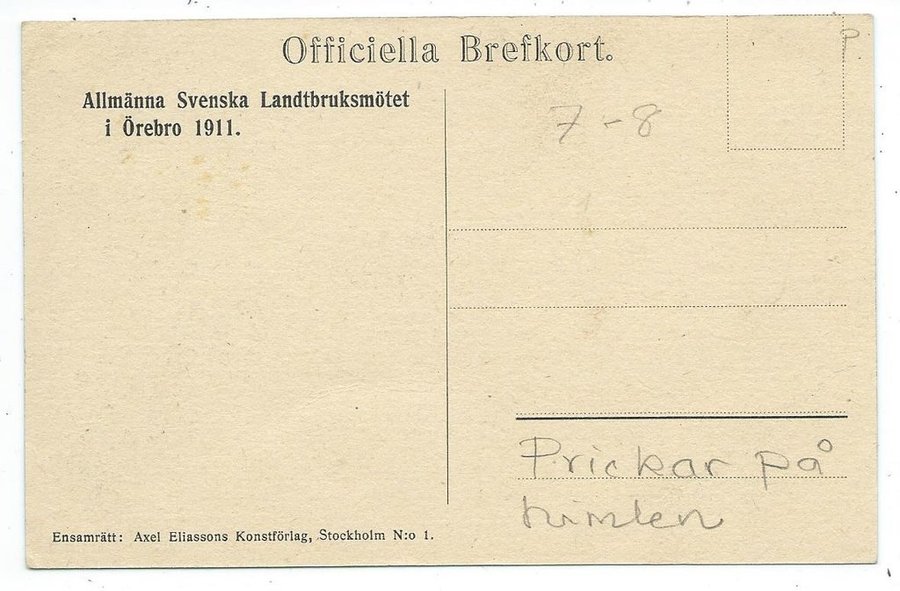 Officiella Brefkort.
Allmänna Svenska Landtbruksmötet
i Örebro 1911.
7-8
P
Prickar på
himlen
Ensamrätt: Axel Eliassons Konstförlag, Stockholm N:o 1.